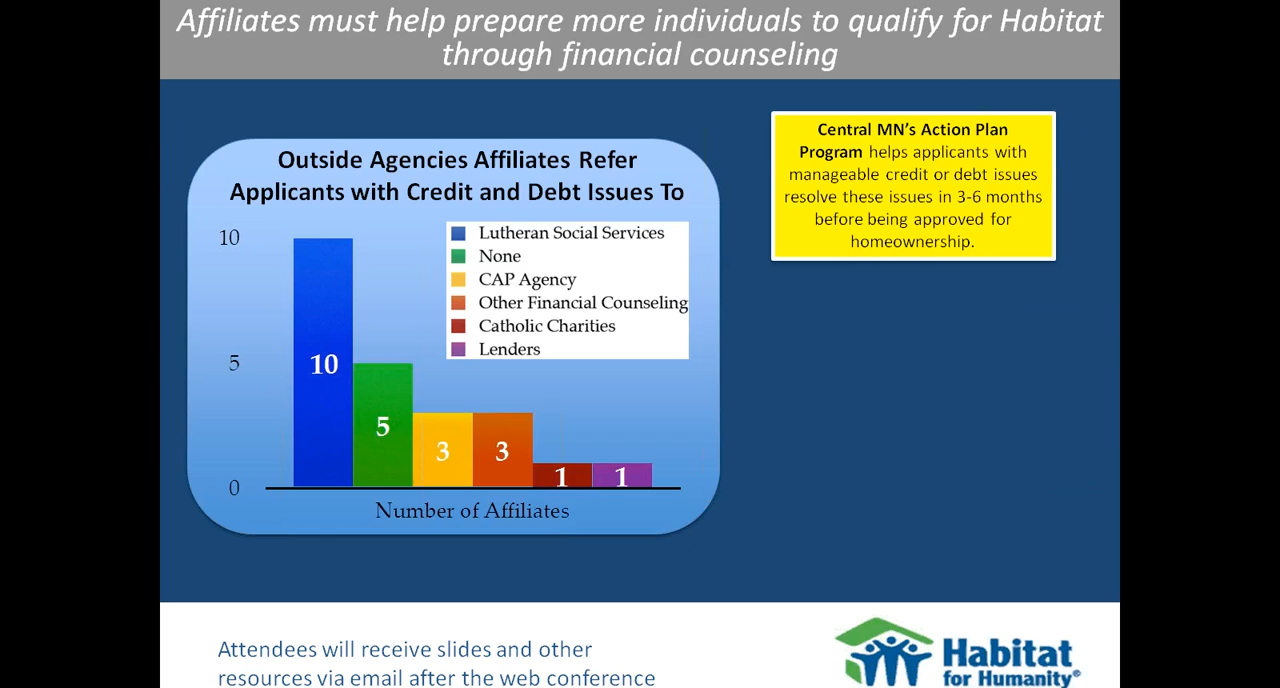 Affiliates must help prepare more individuals to qualify for Habitat
through financial counseling
Outside Agencies Affiliates Refer
Applicants with Credit and Debt Issues To
10
5
0
Lutheran Social Services
None
CAP Agency
Other Financial Counseling
Catholic Charities
Lenders
10
5
3
3
1
1
Number of Affiliates
Central MN's Action Plan
Program helps applicants with
manageable credit or debt issues
resolve these issues in 3-6 months
before being approved for
homeownership.
Attendees will receive slides and other
resources via email after the web conference
Habitat
for Humanity®